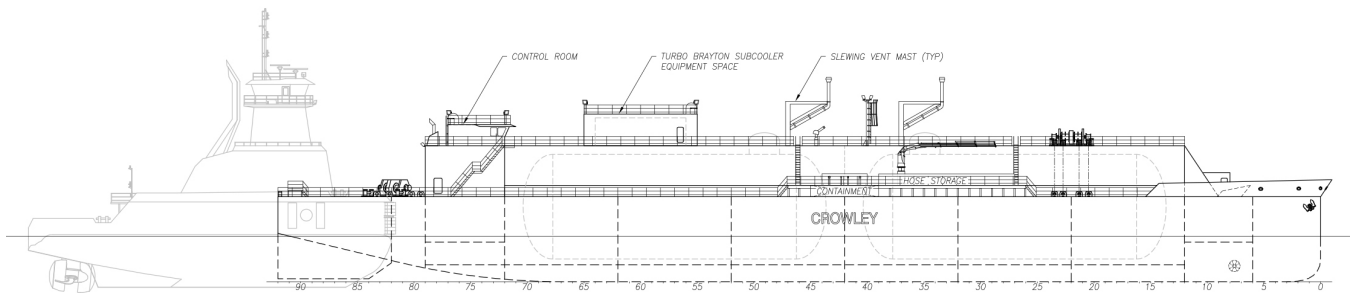 CONTROL ROOM
TURBO BRAYTON SUBCOOLER
EQUIPMENT SPACE
SLEWING VENT MAST (TYP)
HOSE STORAGE
CONTAINMENT
CROWLEY
90 85 80 75 70 65 60 55 50 45 40 35 30 25 20 15 10 5 0